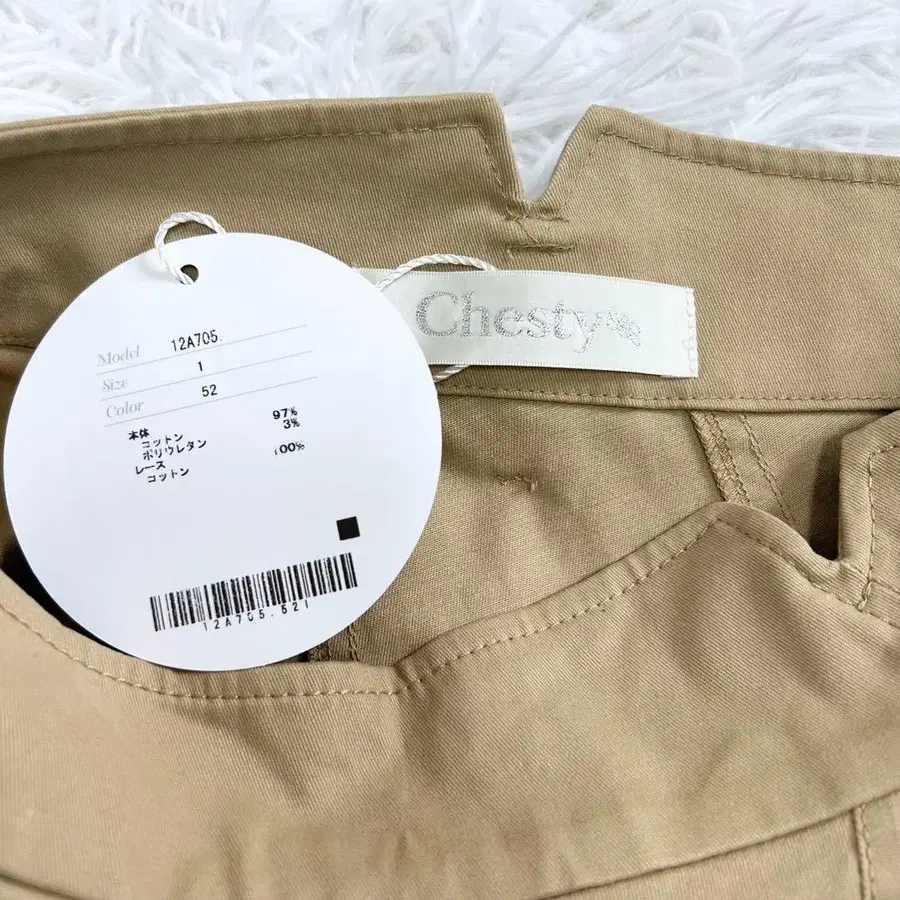 Chesty
Model 12A705.
Size 1
Color 52
本体
コットン 97%
ポリウレタン 3%
レース
コットン 100%
12A705.521